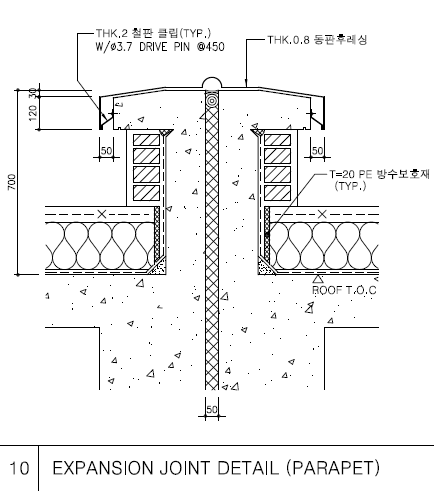 THK.2 철판 클립(TYP.)
W/ø3.7 DRIVE PIN @450
THK.0.8 동판후레싱
30
120
50
50
700
T=20 PE 방수보호재
(TYP.)
ROOF T.O.C
50
10 EXPANSION JOINT DETAIL (PARAPET)